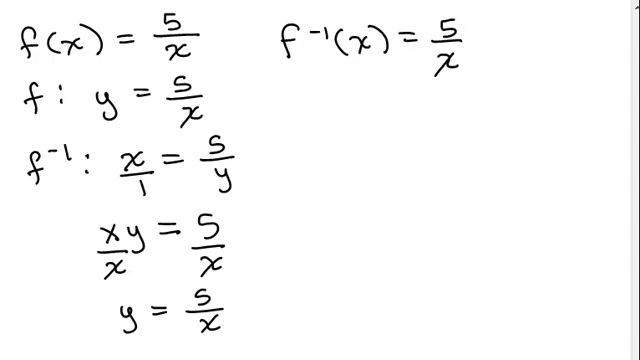 f(x) = 5/x
f⁻¹(x) = 5/x
f: y = 5/x
f⁻¹: x/1 = 5/y
xy/x = 5/x
y = 5/x